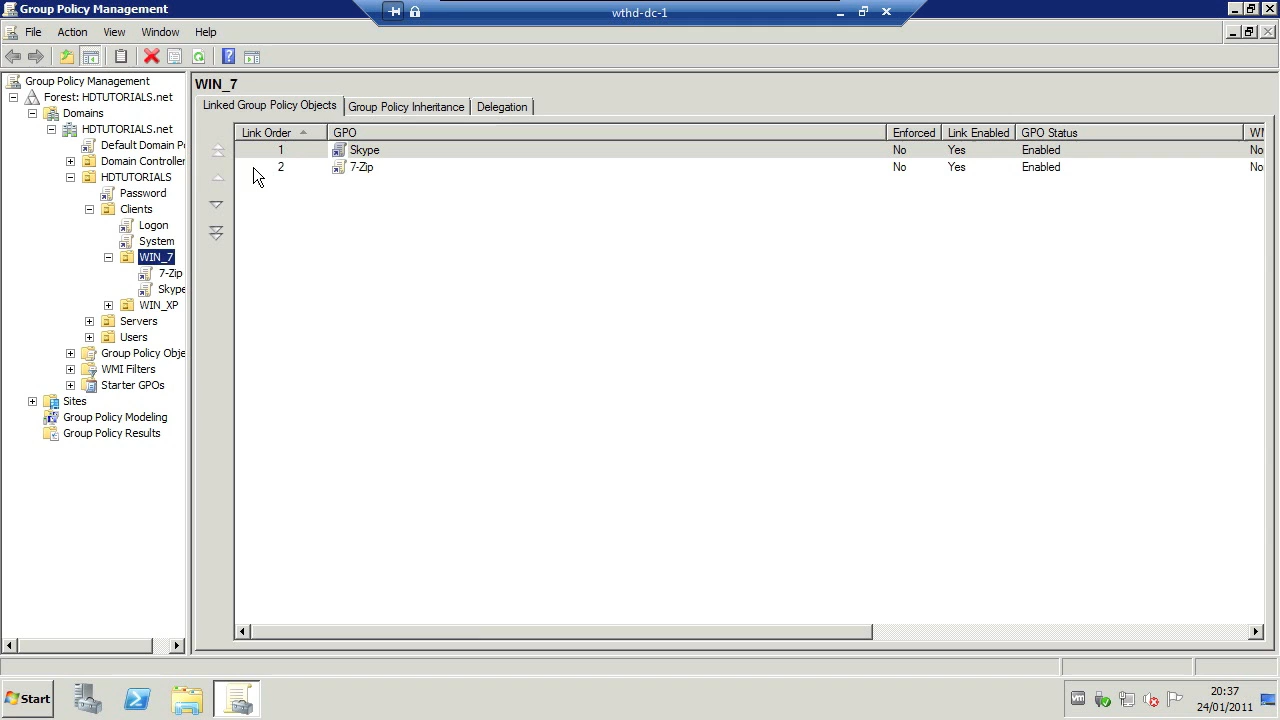 Group Policy Management
wthd-dc-1
File Action View Window Help
Group Policy Management
Forest: HDTUTORIALS.net
Domains
HDTUTORIALS.net
Default Domain P
Domain Controller
HDTUTORIALS
Password
Clients
Logon
System
WIN_7
7-Zip
Skype
WIN_XP
Servers
Users
Group Policy Obje
WMI Filters
Starter GPOs
Sites
Group Policy Modeling
Group Policy Results
WIN_7
Linked Group Policy Objects Group Policy Inheritance Delegation
Link Order GPO Enforced Link Enabled GPO Status WM
1 Skype No Yes Enabled No
2 7-Zip No Yes Enabled No
Start
20:37
24/01/2011